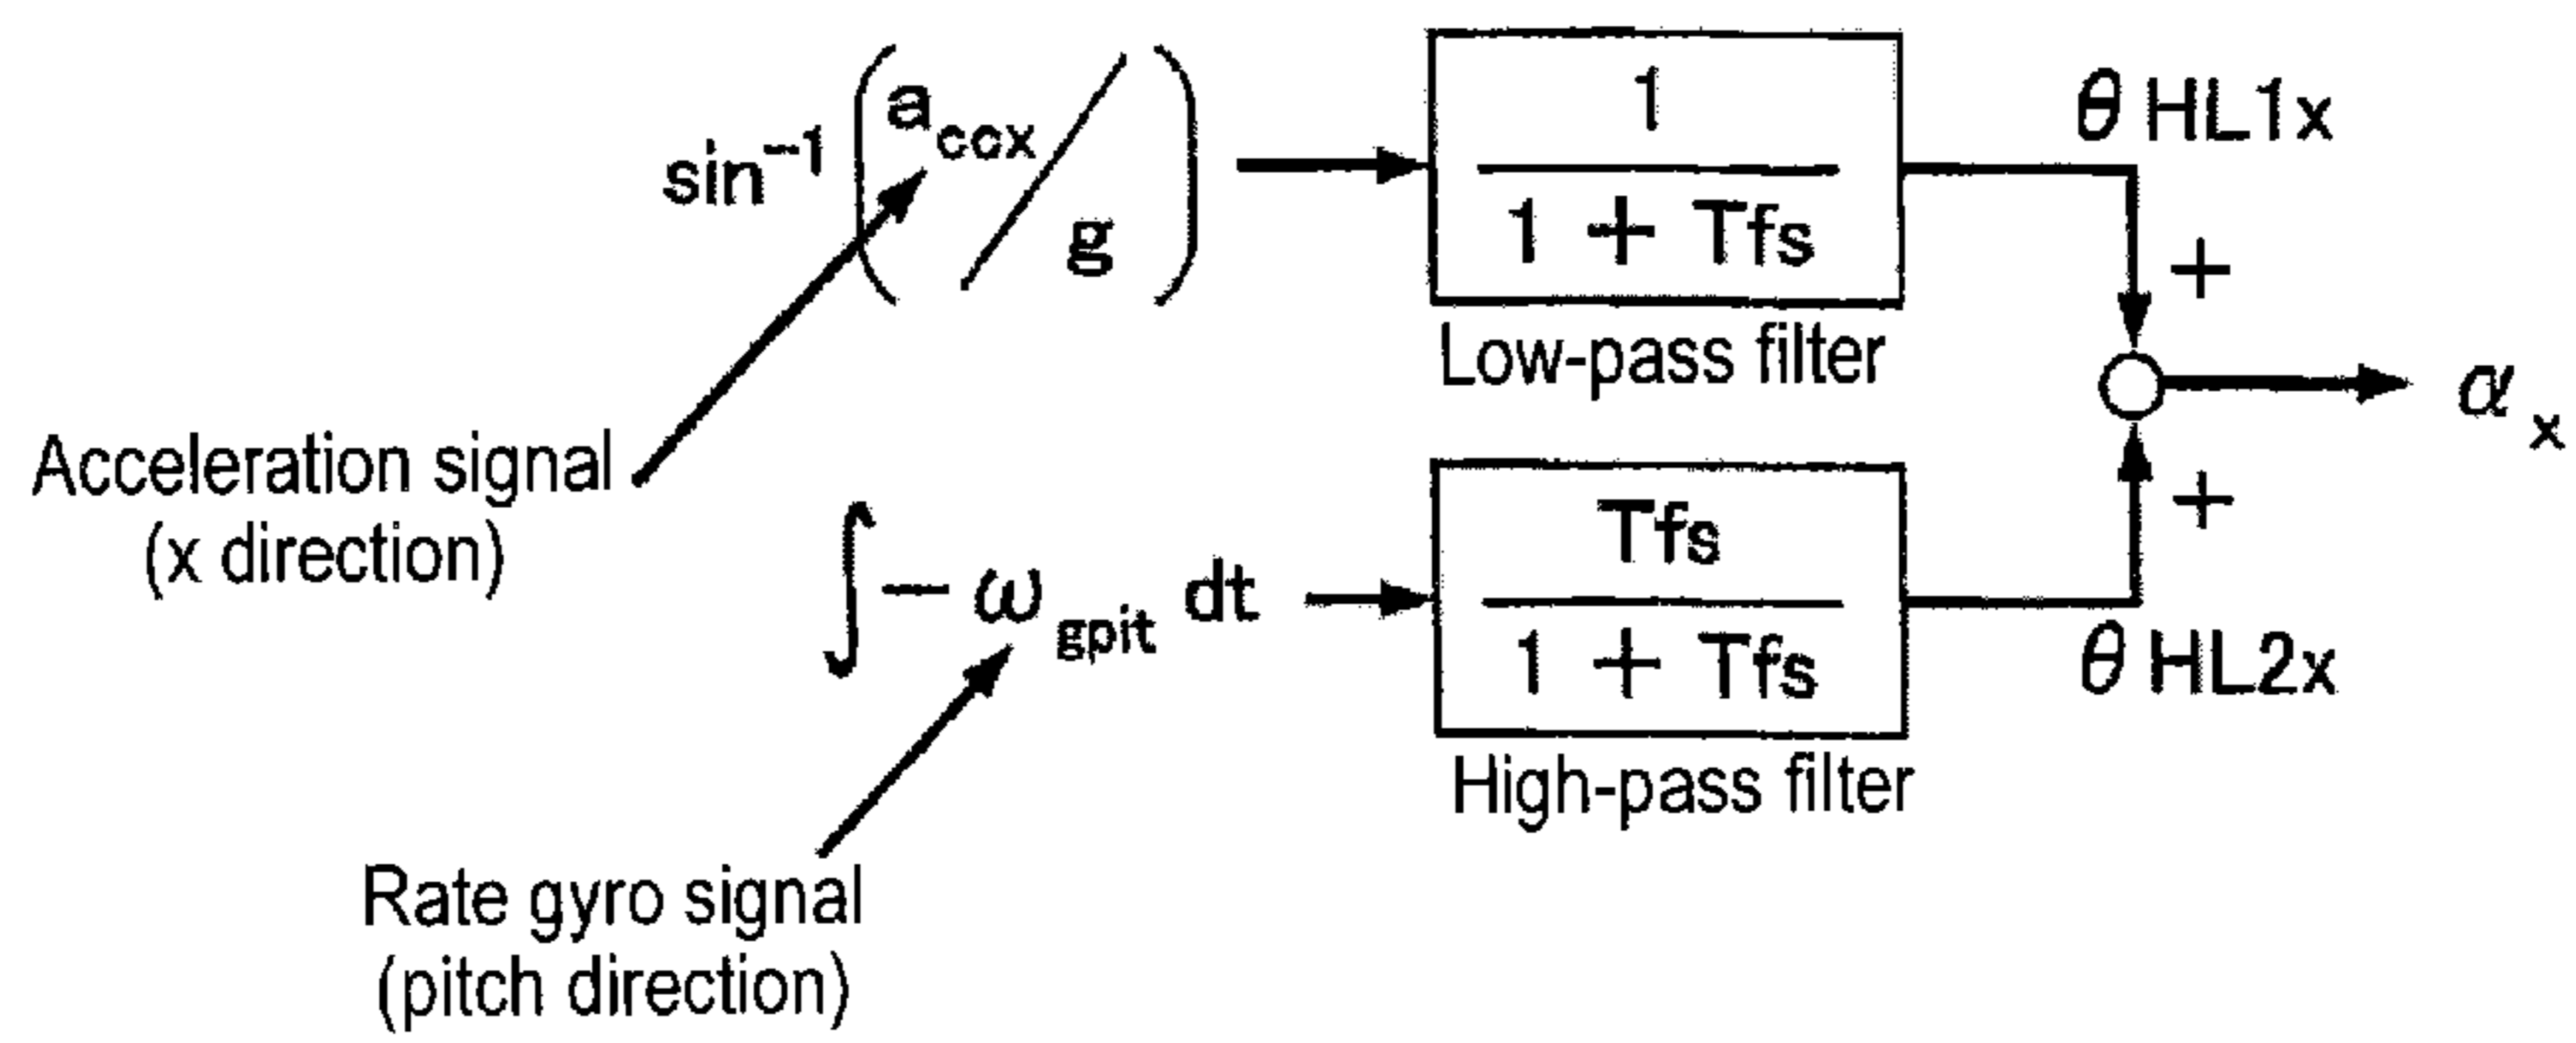 sin⁻¹ (a_ccx / g)
1
1 + Tfs
Low-pass filter
θ HL1x
+
Acceleration signal
(x direction)
α x
∫ − ω gpit dt
Tfs
1 + Tfs
High-pass filter
+
θ HL2x
Rate gyro signal
(pitch direction)